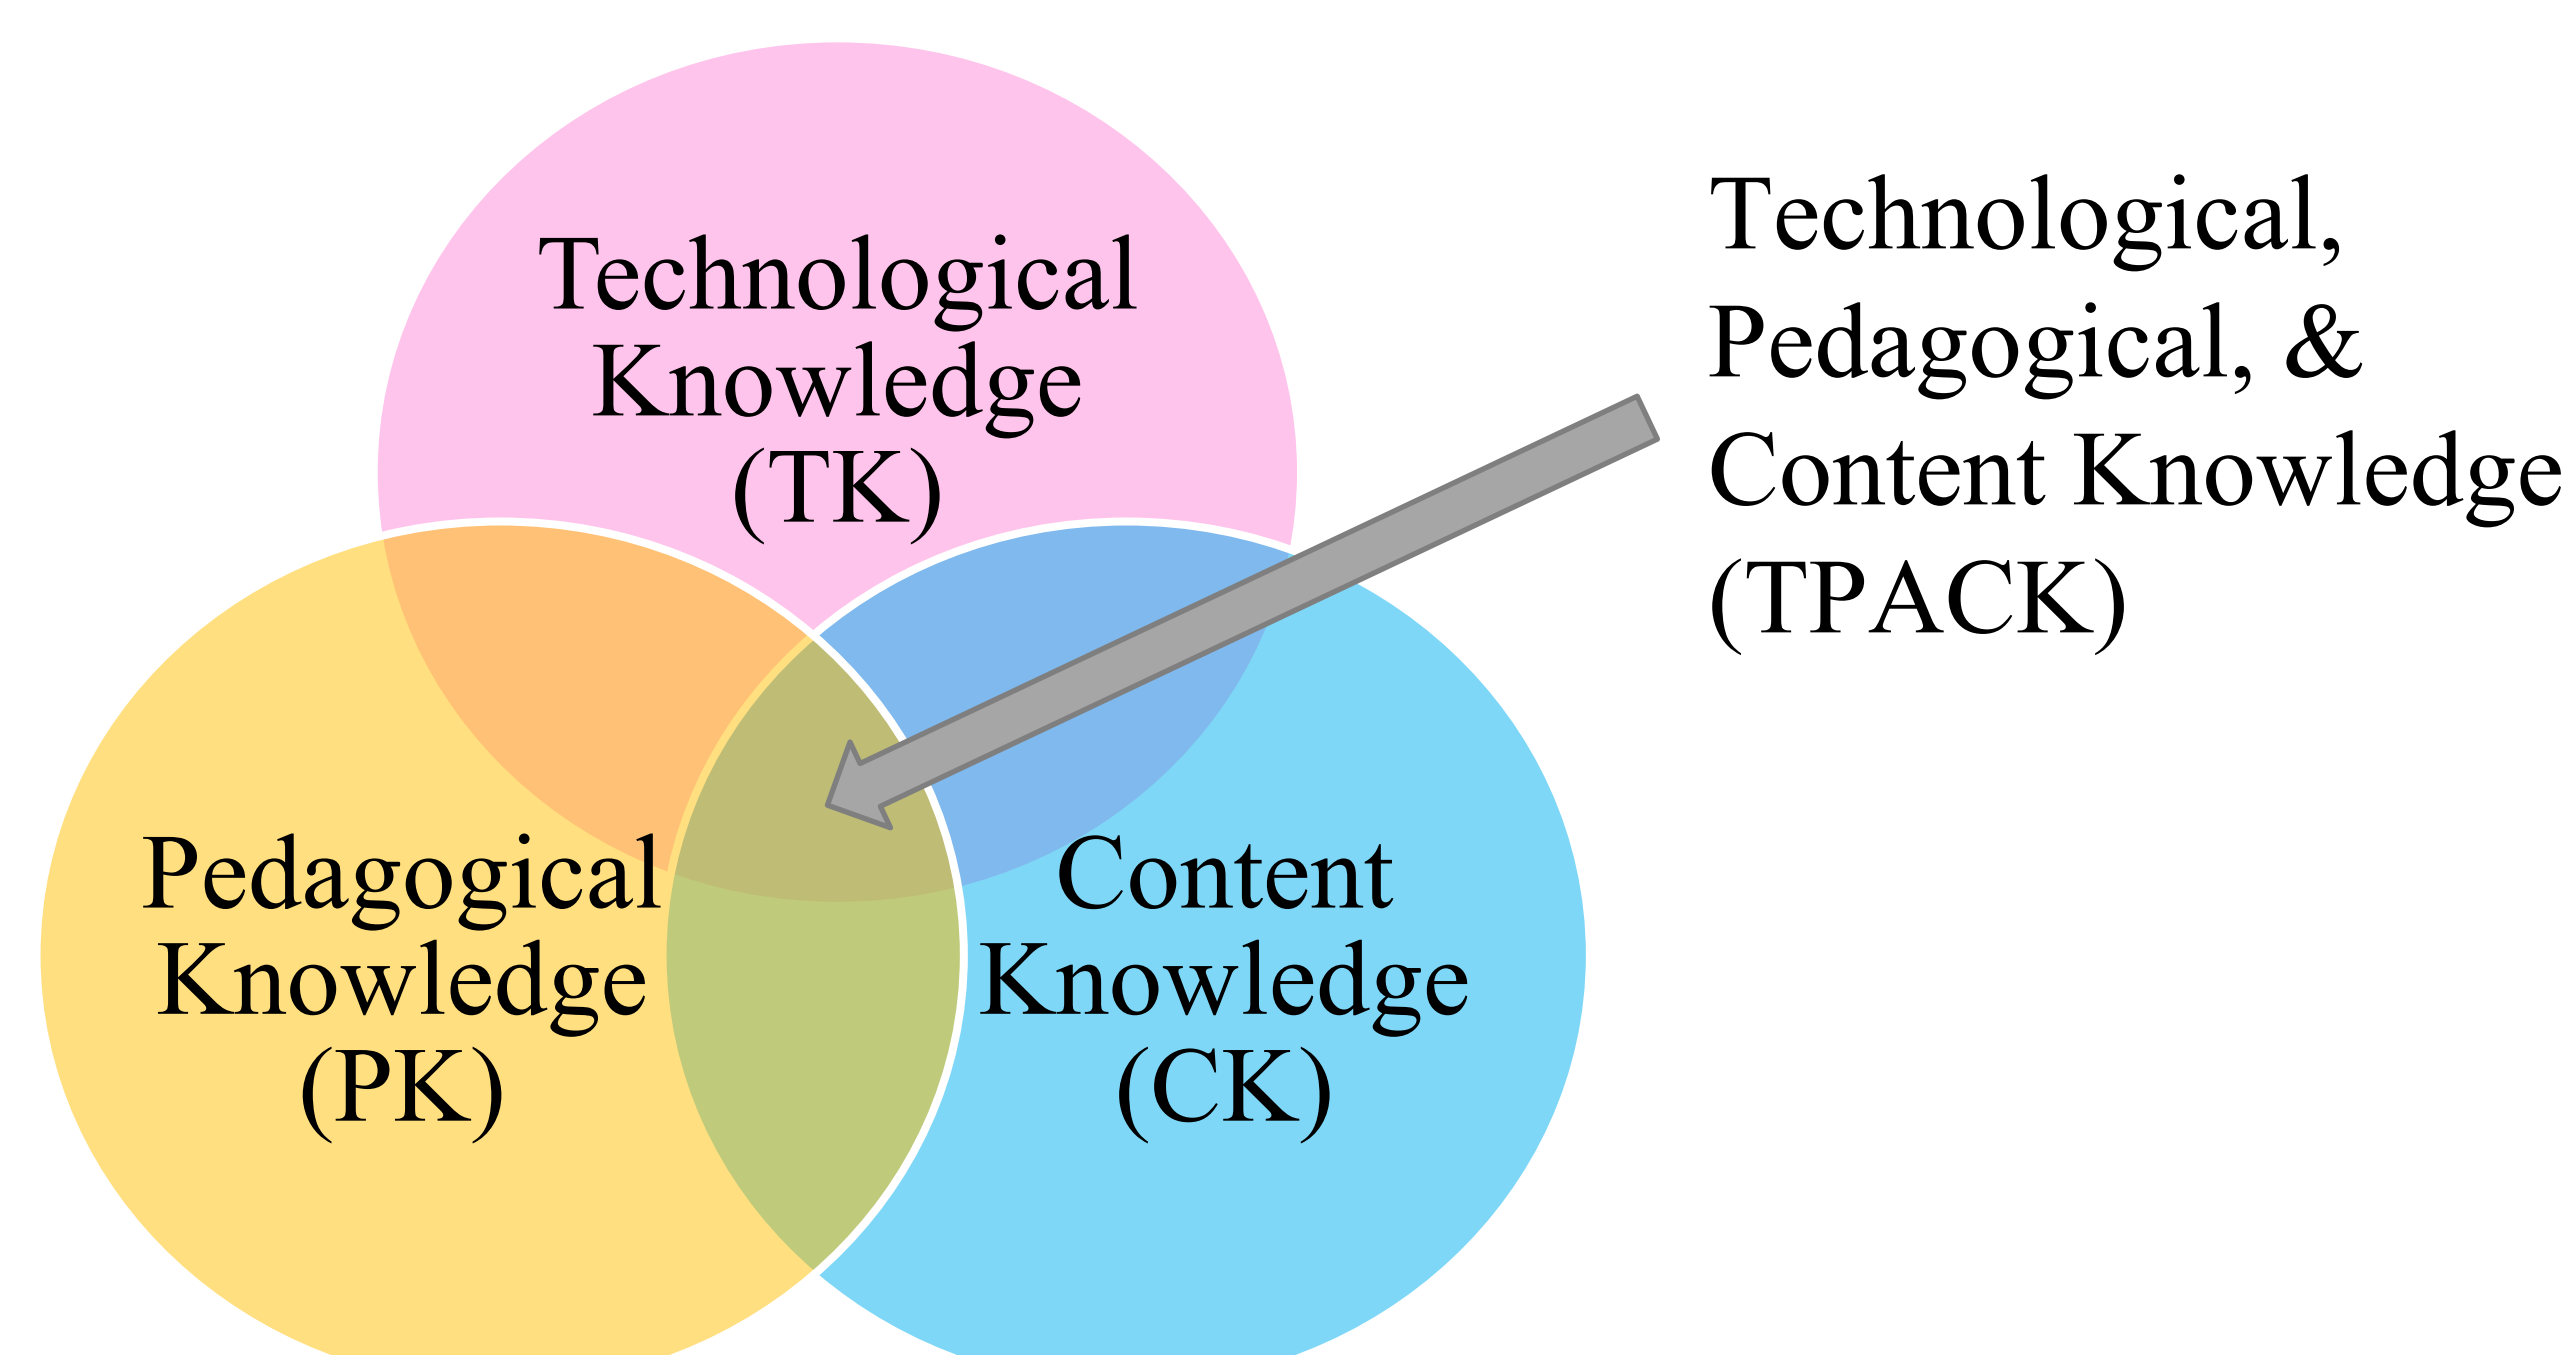 Technological
Knowledge
(TK)
Technological,
Pedagogical, &
Content Knowledge
(TPACK)
Pedagogical
Knowledge
(PK)
Content
Knowledge
(CK)